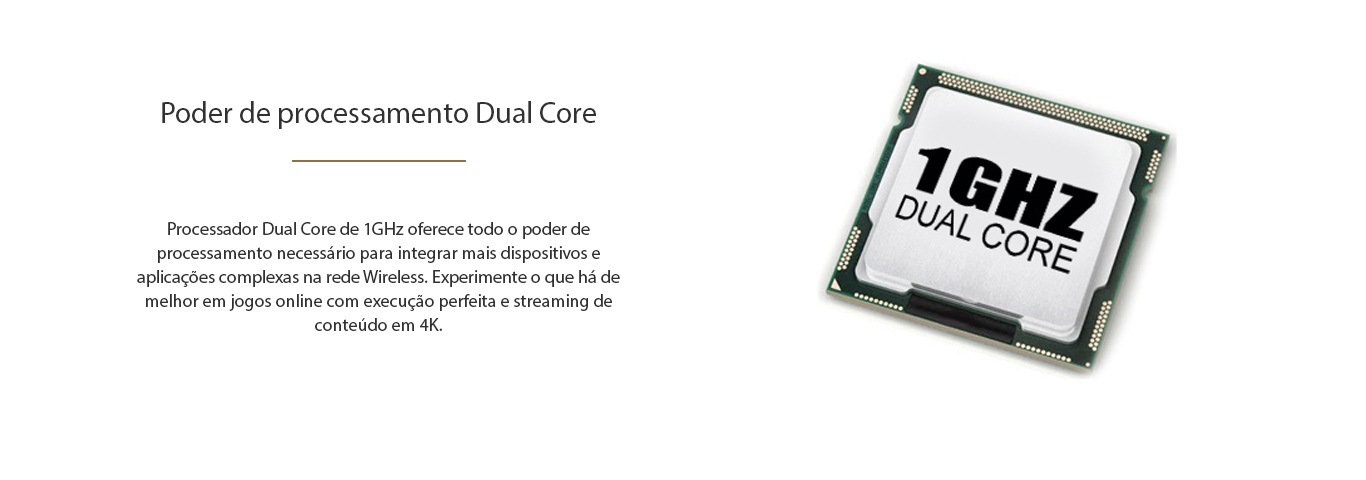 Poder de processamento Dual Core
Processador Dual Core de 1GHz oferece todo o poder de
processamento necessário para integrar mais dispositivos e
aplicações complexas na rede Wireless. Experimente o que há de
melhor em jogos online com execução perfeita e streaming de
conteúdo em 4K.
1GHZ
DUAL CORE